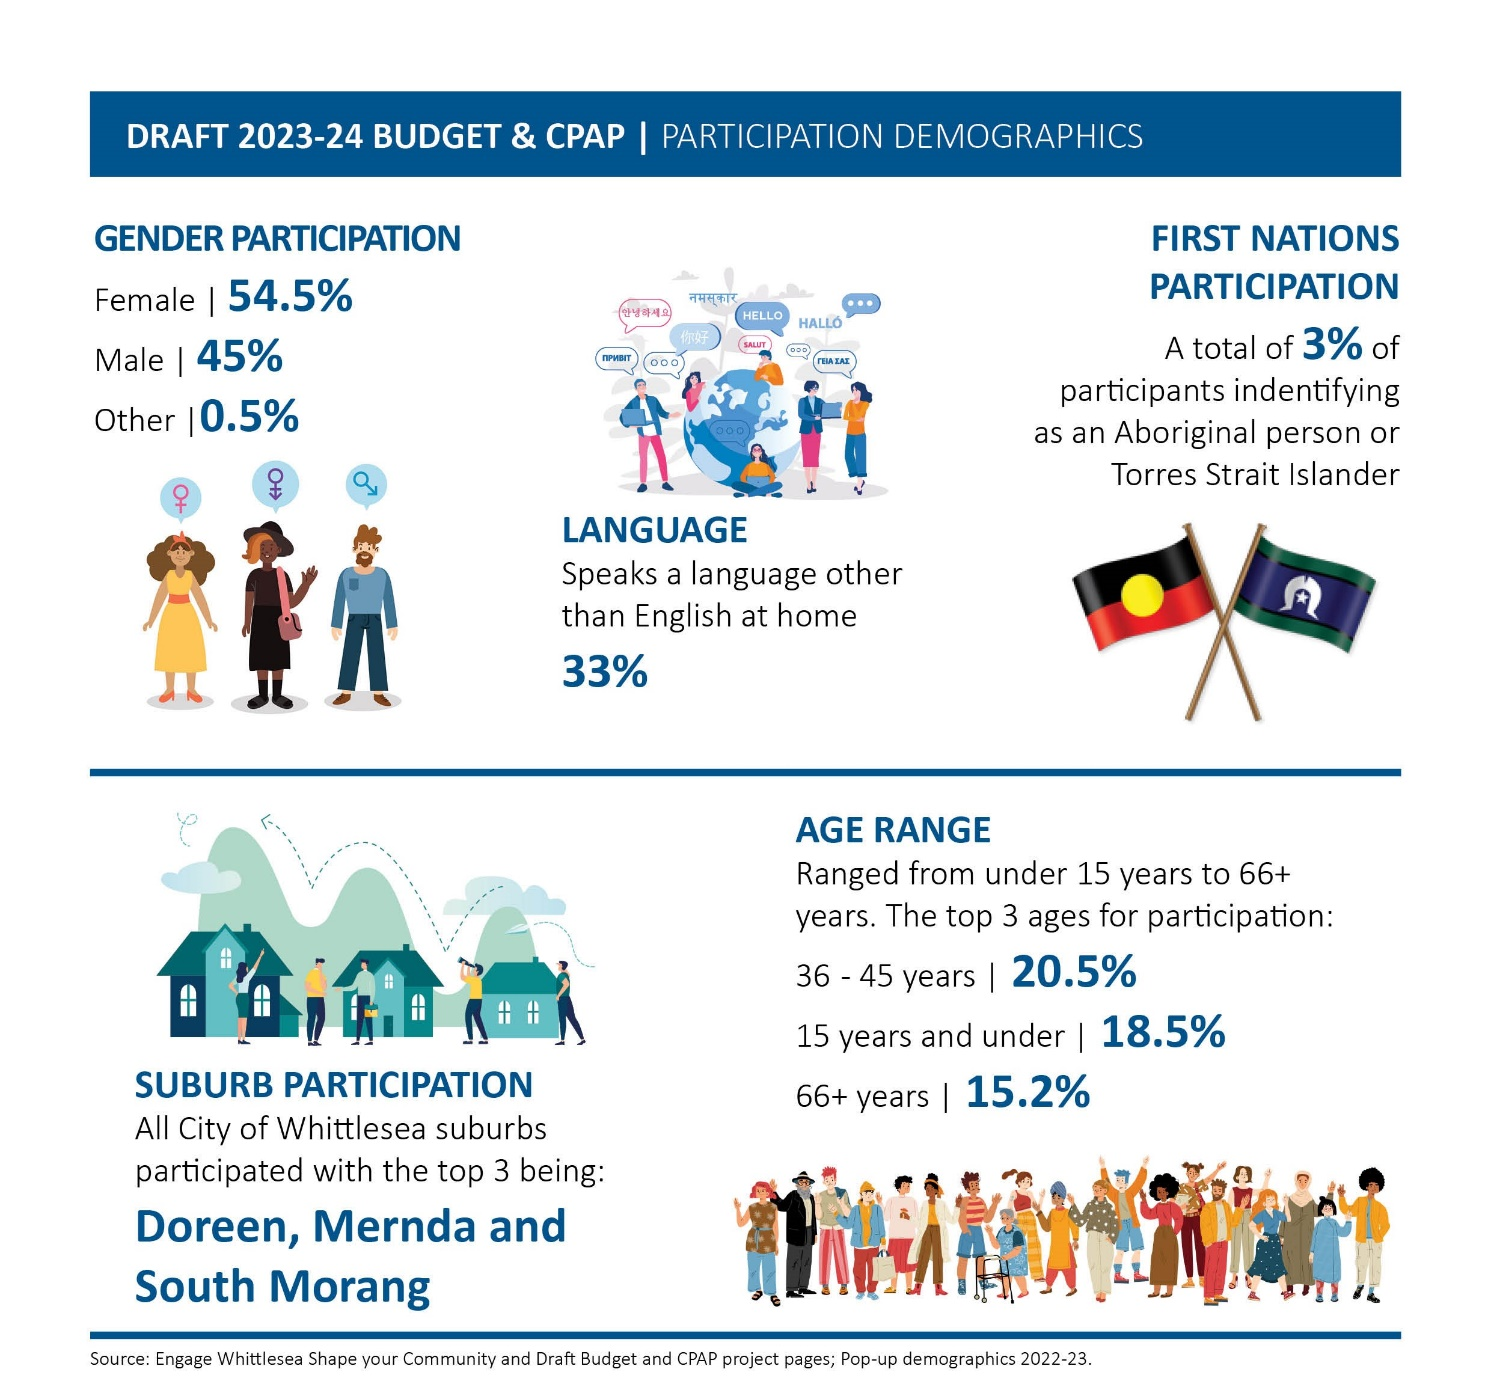 DRAFT 2023-24 BUDGET & CPAP | PARTICIPATION DEMOGRAPHICS
GENDER PARTICIPATION
Female | 54.5%
Male | 45%
Other |0.5%
नमस्कार
안녕하세요
HELLO
HALLÓ
你好
SALUT
ПРИВІТ
ΓΕΙΑ ΣΑΣ
LANGUAGE
Speaks a language other
than English at home
33%
FIRST NATIONS
PARTICIPATION
A total of 3% of
participants indentifying
as an Aboriginal person or
Torres Strait Islander
SUBURB PARTICIPATION
All City of Whittlesea suburbs
participated with the top 3 being:
Doreen, Mernda and
South Morang
AGE RANGE
Ranged from under 15 years to 66+
years. The top 3 ages for participation:
36 - 45 years | 20.5%
15 years and under | 18.5%
66+ years | 15.2%
Source: Engage Whittlesea Shape your Community and Draft Budget and CPAP project pages; Pop-up demographics 2022-23.